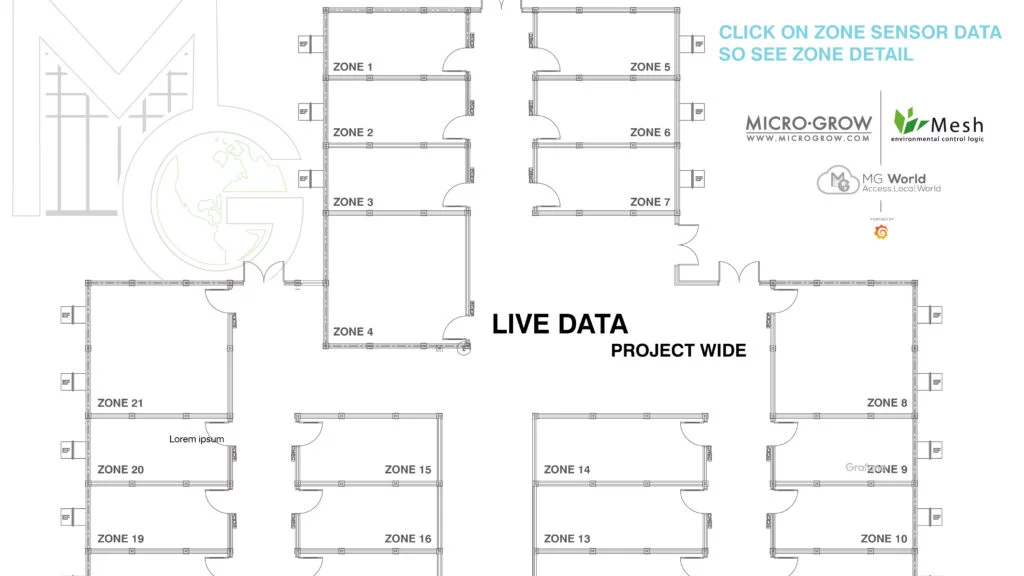 CLICK ON ZONE SENSOR DATA
SO SEE ZONE DETAIL
MICRO·GROW
WWW.MICROGROW.COM
Mesh
environmental control logic
MG World
Access.Local.World
POWERED BY
ZONE 1
ZONE 5
ZONE 2
ZONE 6
ZONE 3
ZONE 7
ZONE 4
LIVE DATA
PROJECT WIDE
ZONE 21
ZONE 8
Lorem ipsum
ZONE 20
ZONE 15
ZONE 14
ZONE 9
ZONE 19
ZONE 16
ZONE 13
ZONE 10